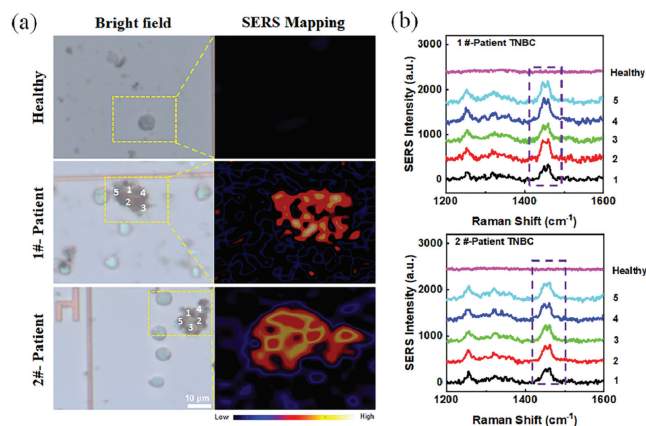 (a)
Bright field
SERS Mapping
Healthy
1#- Patient
5 1 4
2
3
2#- Patient
H
4
5 1
2 3
10 μm
Low
High
(b)
SERS Intensity (a.u.)
3000
2000
1000
0
1 #-Patient TNBC
Healthy
5
4
3
2
1
1200
1400
1600
Raman Shift (cm-1)
SERS Intensity (a.u.)
3000
2000
1000
0
2 #-Patient TNBC
Healthy
5
4
3
2
1
1200
1400
1600
Raman Shift (cm-1)